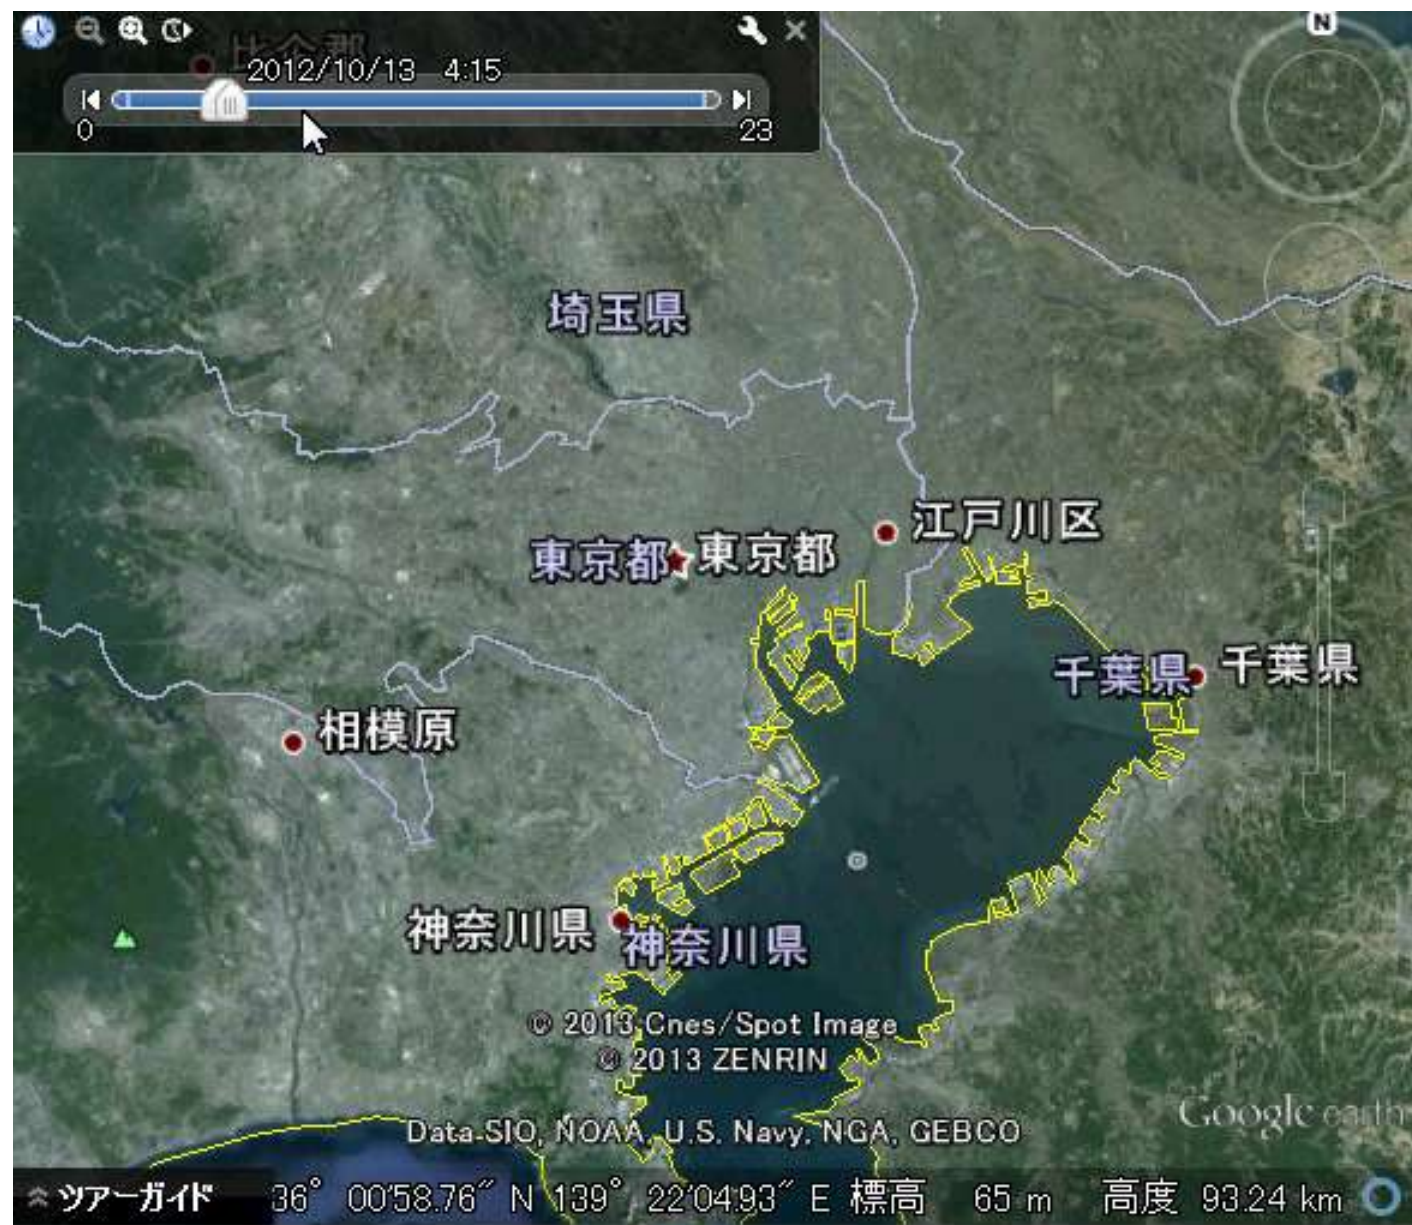 比企郡
2012/10/13 4:15
0
23
N
埼玉県
江戸川区
東京都 東京都
千葉県 千葉県
相模原
神奈川県
神奈川県
© 2013 Cnes/Spot Image
© 2013 ZENRIN
Data SIO, NOAA, U.S. Navy, NGA, GEBCO
Google earth
ツアーガイド 36° 00'58.76" N 139° 22'04.93" E 標高 65 m 高度 93.24 km